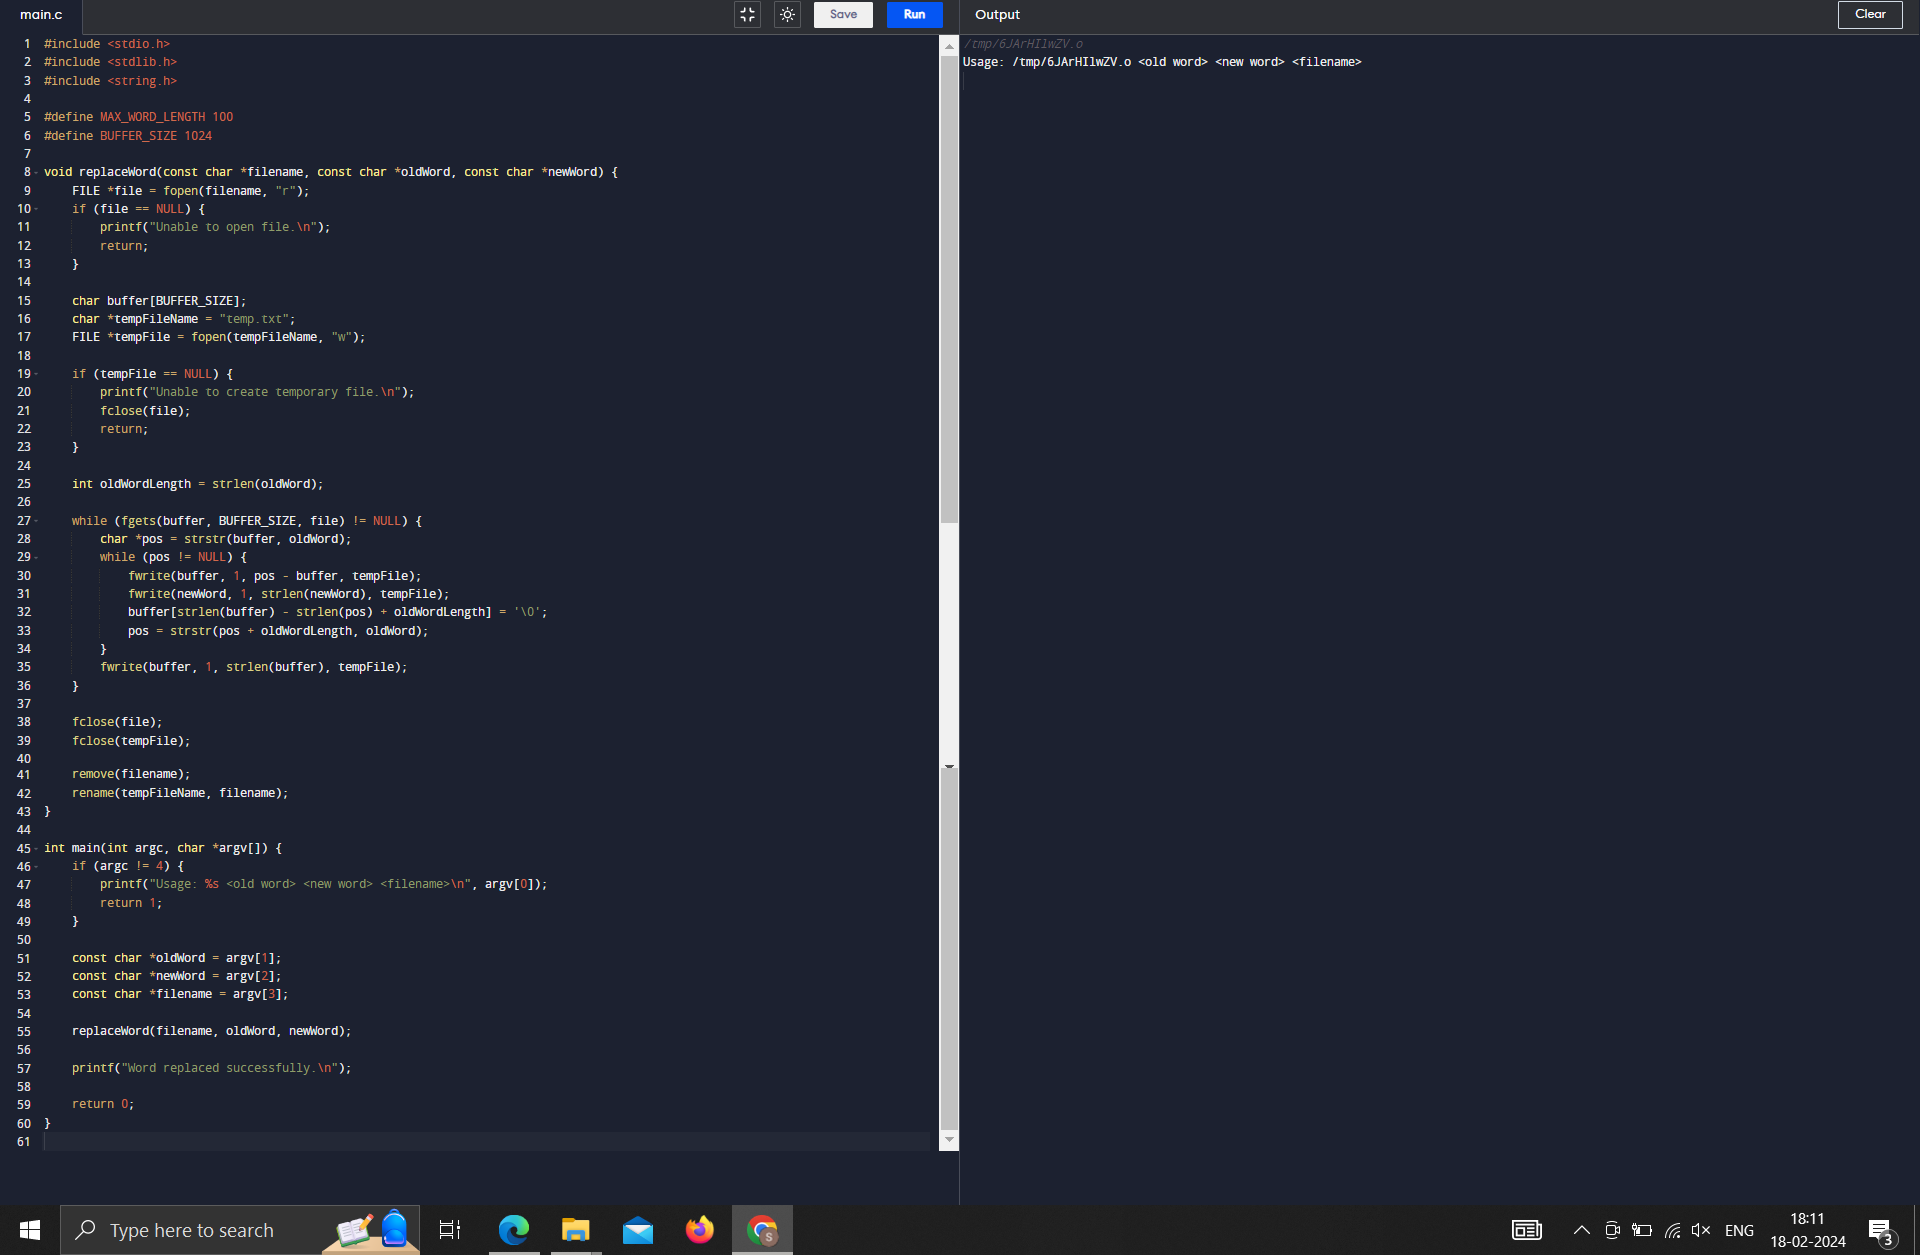 main.c
Save
Run
Output
Clear
1 #include <stdio.h>
2 #include <stdlib.h>
3 #include <string.h>
4
5 #define MAX_WORD_LENGTH 100
6 #define BUFFER_SIZE 1024
7
8 void replaceWord(const char *filename, const char *oldWord, const char *newWord) {
9     FILE *file = fopen(filename, "r");
10     if (file == NULL) {
11         printf("Unable to open file.\n");
12         return;
13     }
14
15     char buffer[BUFFER_SIZE];
16     char *tempFileName = "temp.txt";
17     FILE *tempFile = fopen(tempFileName, "w");
18
19     if (tempFile == NULL) {
20         printf("Unable to create temporary file.\n");
21         fclose(file);
22         return;
23     }
24
25     int oldWordLength = strlen(oldWord);
26
27     while (fgets(buffer, BUFFER_SIZE, file) != NULL) {
28         char *pos = strstr(buffer, oldWord);
29         while (pos != NULL) {
30             fwrite(buffer, 1, pos - buffer, tempFile);
31             fwrite(newWord, 1, strlen(newWord), tempFile);
32             buffer[strlen(buffer) - strlen(pos) + oldWordLength] = '\0';
33             pos = strstr(pos + oldWordLength, oldWord);
34         }
35         fwrite(buffer, 1, strlen(buffer), tempFile);
36     }
37
38     fclose(file);
39     fclose(tempFile);
40
41     remove(filename);
42     rename(tempFileName, filename);
43 }
44
45 int main(int argc, char *argv[]) {
46     if (argc != 4) {
47         printf("Usage: %s <old word> <new word> <filename>\n", argv[0]);
48         return 1;
49     }
50
51     const char *oldWord = argv[1];
52     const char *newWord = argv[2];
53     const char *filename = argv[3];
54
55     replaceWord(filename, oldWord, newWord);
56
57     printf("Word replaced successfully.\n");
58
59     return 0;
60 }
61
/tmp/6JArHIlwZV.o
Usage: /tmp/6JArHIlwZV.o <old word> <new word> <filename>
Type here to search
S
ENG
18:11
18-02-2024
3